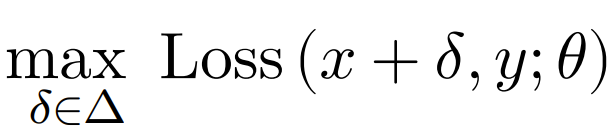 max Loss (x + δ, y; θ)
δ∈Δ